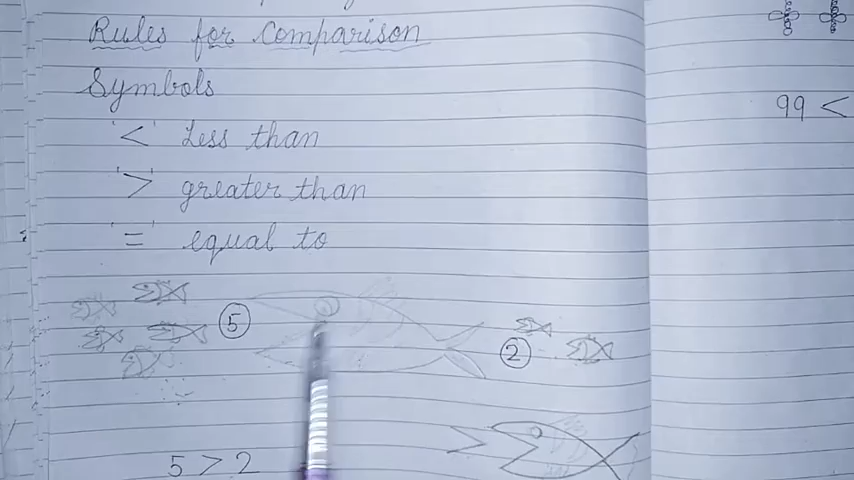 Rules for comparison
Symbols
'<' Less than
'>' greater than
'=' equal to
5
2
5 > 2
99 <